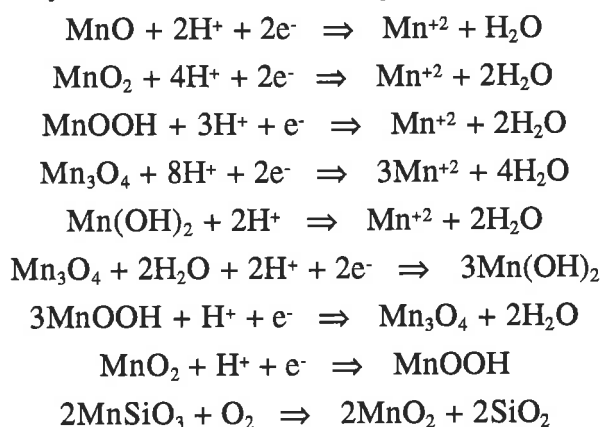 MnO + 2H⁺ + 2e⁻ ⇒ Mn⁺² + H₂O
MnO₂ + 4H⁺ + 2e⁻ ⇒ Mn⁺² + 2H₂O
MnOOH + 3H⁺ + e⁻ ⇒ Mn⁺² + 2H₂O
Mn₃O₄ + 8H⁺ + 2e⁻ ⇒ 3Mn⁺² + 4H₂O
Mn(OH)₂ + 2H⁺ ⇒ Mn⁺² + 2H₂O
Mn₃O₄ + 2H₂O + 2H⁺ + 2e⁻ ⇒ 3Mn(OH)₂
3MnOOH + H⁺ + e⁻ ⇒ Mn₃O₄ + 2H₂O
MnO₂ + H⁺ + e⁻ ⇒ MnOOH
2MnSiO₃ + O₂ ⇒ 2MnO₂ + 2SiO₂